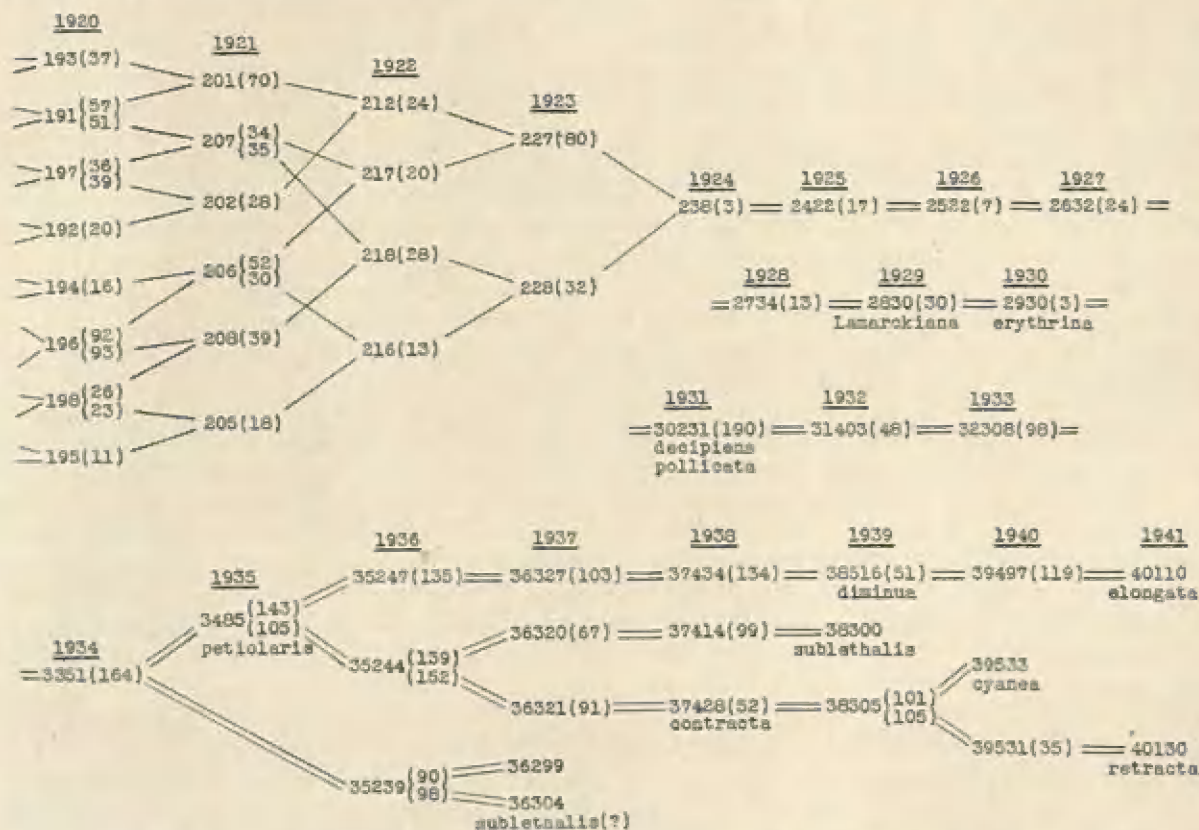 1920
193(37)
191(57)
(51)
197(36)
(39)
192(20)
194(16)
196(92)
(93)
198(26)
(23)
195(11)
1921
201(70)
207(34)
(35)
202(28)
206(52)
(30)
208(39)
205(18)
1922
212(24)
217(20)
218(28)
216(13)
1923
227(80)
228(32)
1924 1925 1926 1927
238(3) 2422(17) 2522(7) 2632(24)
1928 1929 1930
2734(13) 2830(30) 2930(3)
Lamarckiana erythrina
1931 1932 1933
30231(190) 31403(48) 32308(98)
decipiens
pollicata
1934
3351(164)
1935
3485(143)
(105)
petiolaris
1936 1937 1938 1939 1940 1941
35247(135) 36327(103) 37434(134) 38516(51) 39497(119) 40110
diminua elongata
36320(67) 37414(99) 38300
sublethalis
35244(139)
(152)
39533
cyanea
36321(91) 37428(52) 38305(101)
(105)
contracta
39531(35) 40130
retracta
35239(90)
(98)
36299
36304
sublethalis(?)